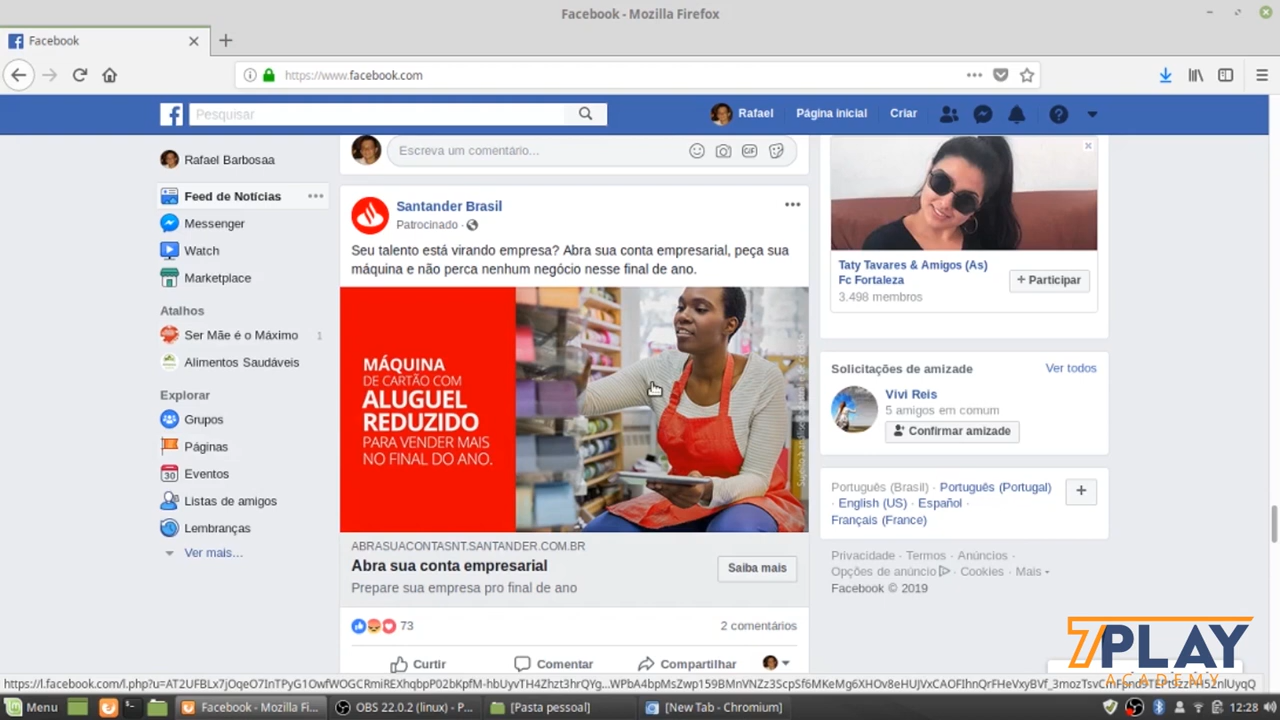 Facebook - Mozilla Firefox
Facebook
https://www.facebook.com
Pesquisar
Rafael
Página inicial
Criar
Rafael Barbosaa
Feed de Notícias
Messenger
Watch
Marketplace
Atalhos
Ser Mãe é o Máximo 1
Alimentos Saudáveis
Explorar
Grupos
Páginas
30 Eventos
Listas de amigos
Lembranças
Ver mais...
Escreva um comentário...
GIF
Santander Brasil
Patrocinado ·
Seu talento está virando empresa? Abra sua conta empresarial, peça sua
máquina e não perca nenhum negócio nesse final de ano.
MÁQUINA
DE CARTÃO COM
ALUGUEL
REDUZIDO
PARA VENDER MAIS
NO FINAL DO ANO.
ABRASUACONTASNT.SANTANDER.COM.BR
Abra sua conta empresarial
Prepare sua empresa pro final de ano
Saiba mais
73
2 comentários
Curtir
Comentar
Compartilhar
Taty Tavares & Amigos (As)
Fc Fortaleza
3.498 membros
+ Participar
Solicitações de amizade
Ver todos
Vivi Reis
5 amigos em comum
Confirmar amizade
Português (Brasil) · Português (Portugal)
· English (US) · Español ·
Français (France)
Privacidade · Termos · Anúncios ·
Opções de anúncio · Cookies · Mais
Facebook © 2019
7PLAY
ACADEMY
Menu
Facebook - Mozilla Fi...
OBS 22.0.2 (linux) - P...
[Pasta pessoal]
[New Tab - Chromium]
12:28